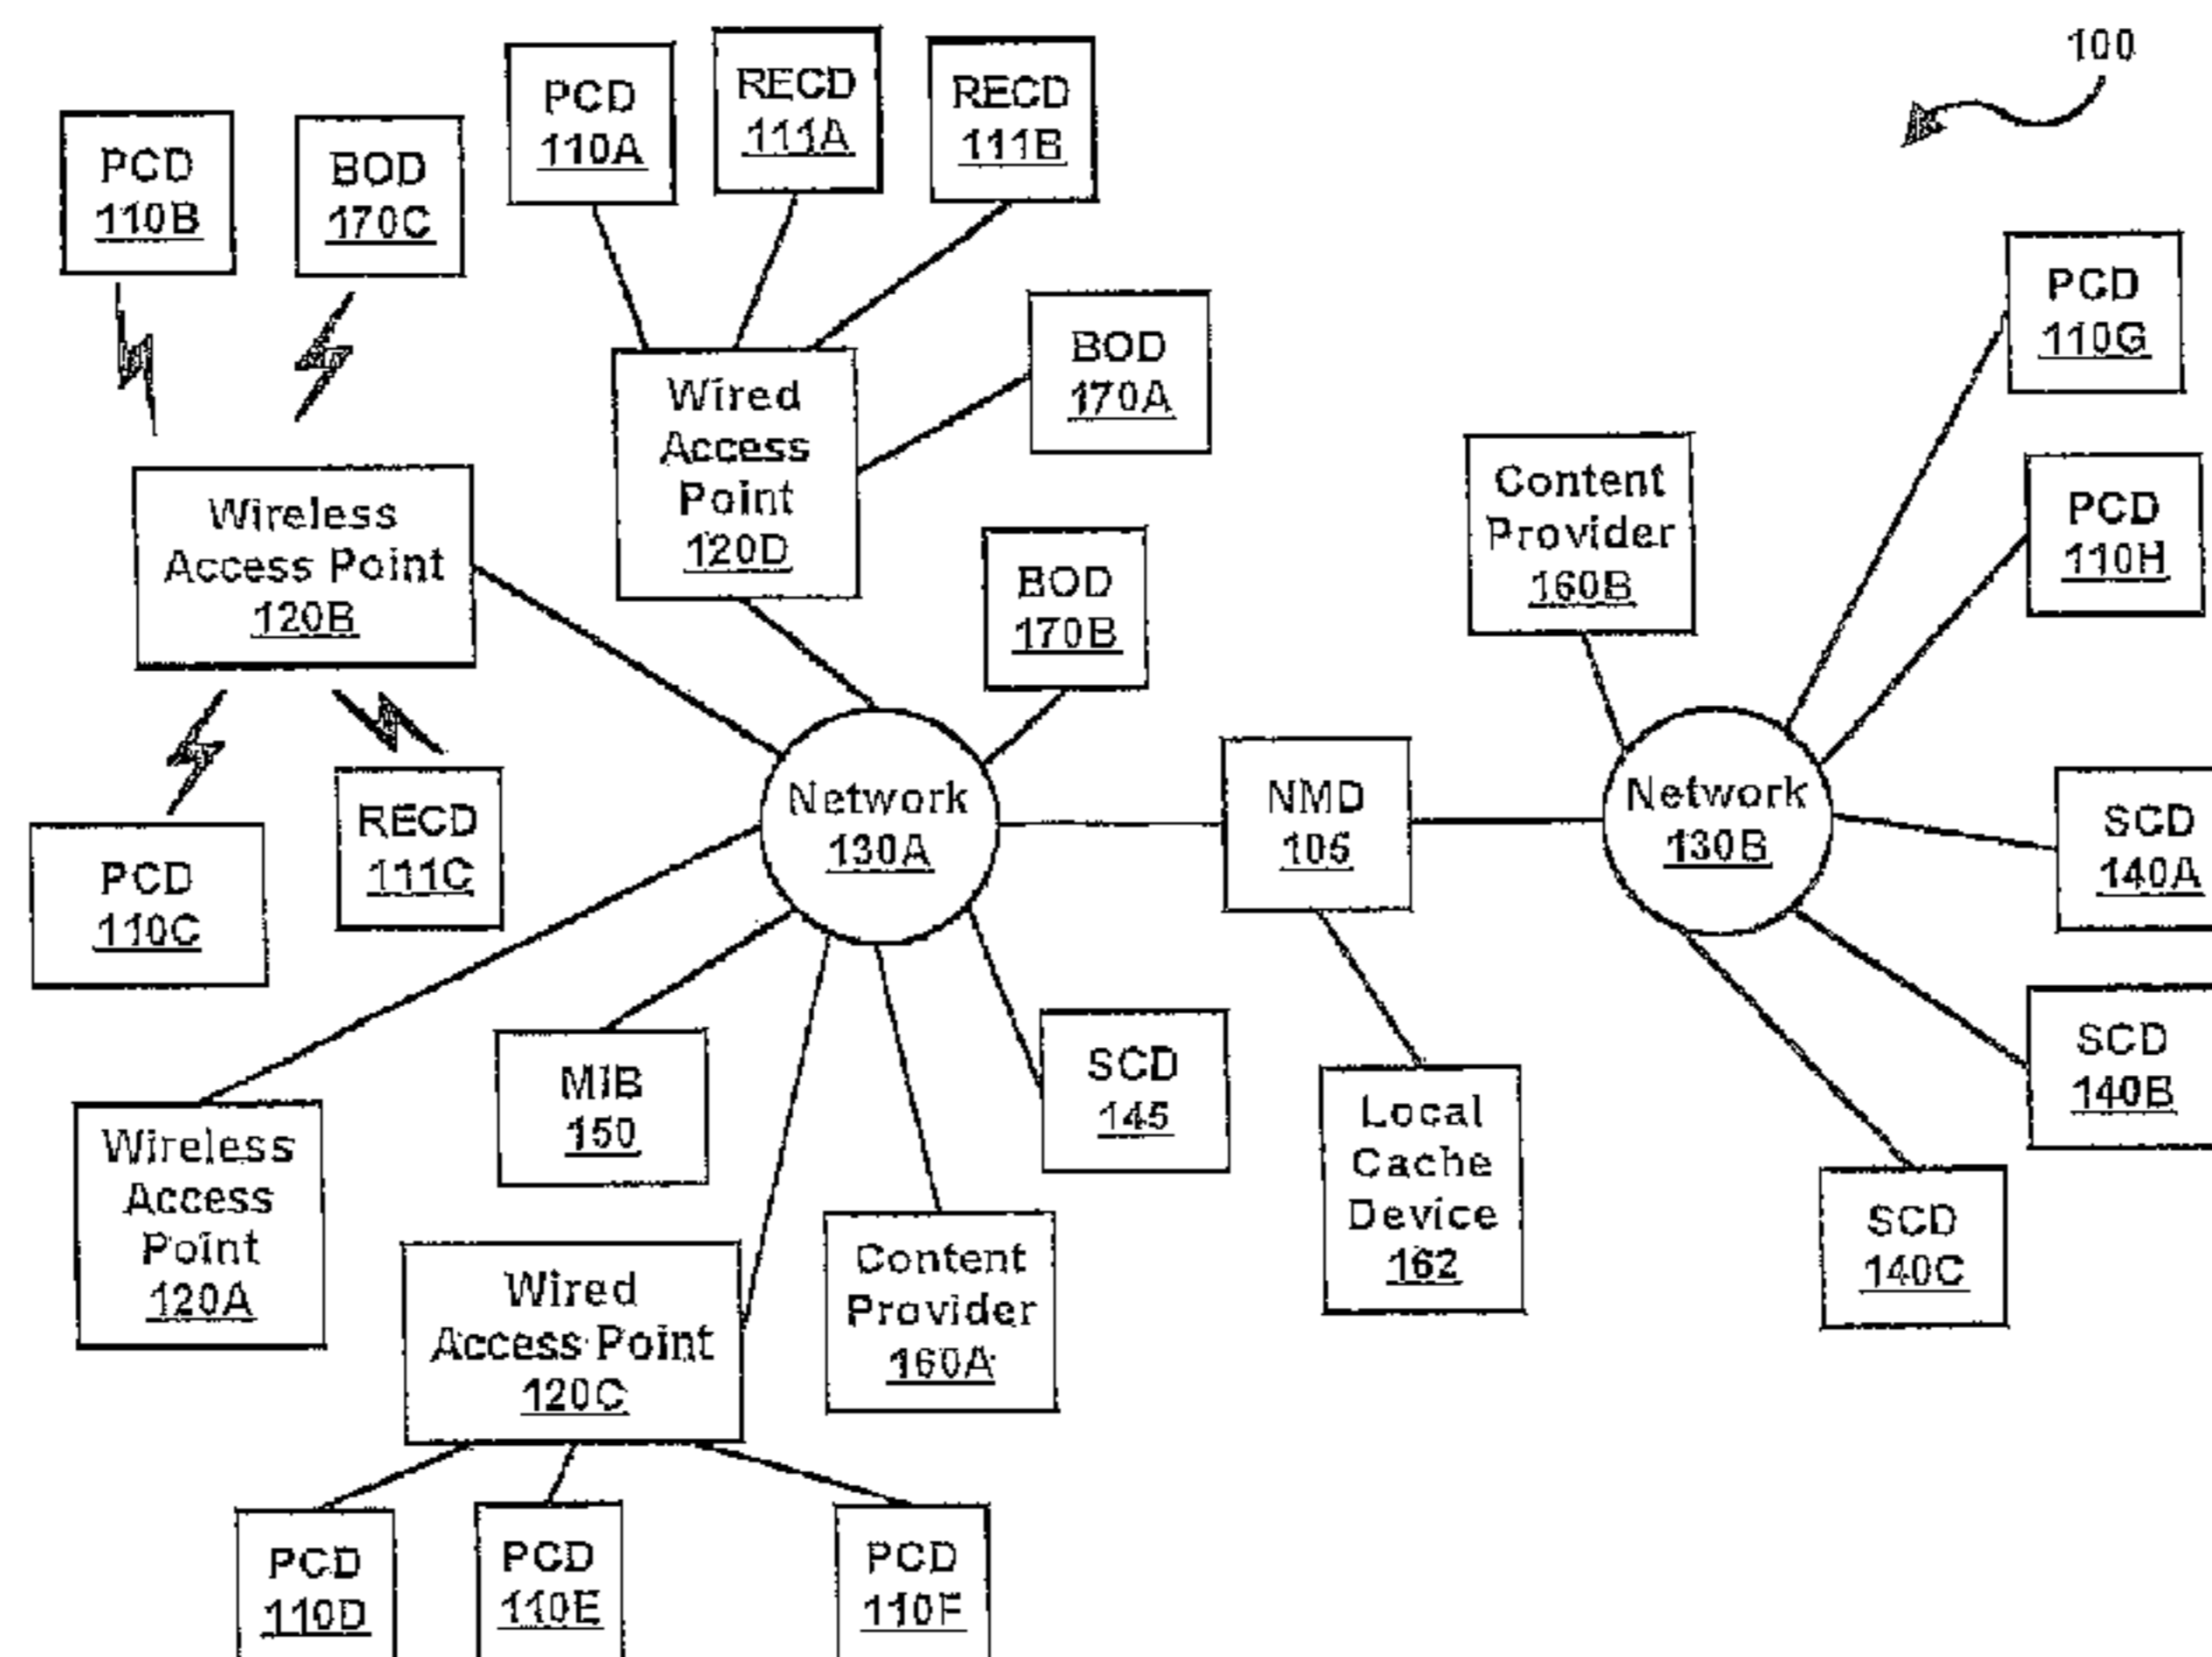 100
PCD
110A
RECD
111A
RECD
111B
PCD
110B
BOD
170C
PCD
110G
BOD
170A
Wired
Access
Point
120D
Content
Provider
160B
PCD
110H
Wireless
Access Point
120B
BOD
170B
Network
130A
NMD
105
Network
130B
SCD
140A
RECD
111C
PCD
110C
MIB
150
SCD
145
SCD
140B
Local
Cache
Device
162
Wireless
Access
Point
120A
SCD
140C
Content
Provider
160A
Wired
Access Point
120C
PCD
110D
PCD
110E
PCD
110F